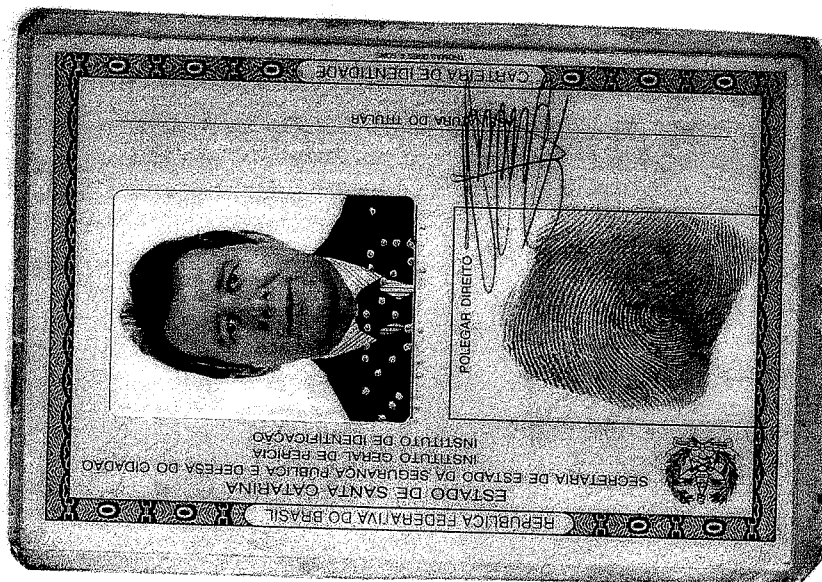 REPÚBLICA FEDERATIVA DO BRASIL
ESTADO DE SANTA CATARINA
SECRETARIA DE ESTADO DA SEGURANÇA PÚBLICA E DEFESA DO CIDADÃO
INSTITUTO GERAL DE PERÍCIA
INSTITUTO DE IDENTIFICAÇÃO
POLEGAR DIREITO
ASSINATURA DO TITULAR
CARTEIRA DE IDENTIDADE